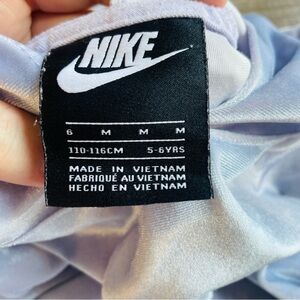 NIKE
6 M M M
110-116CM 5-6YRS
MADE IN VIETNAM
FABRIQUÉ AU VIETNAM
HECHO EN VIETNAM